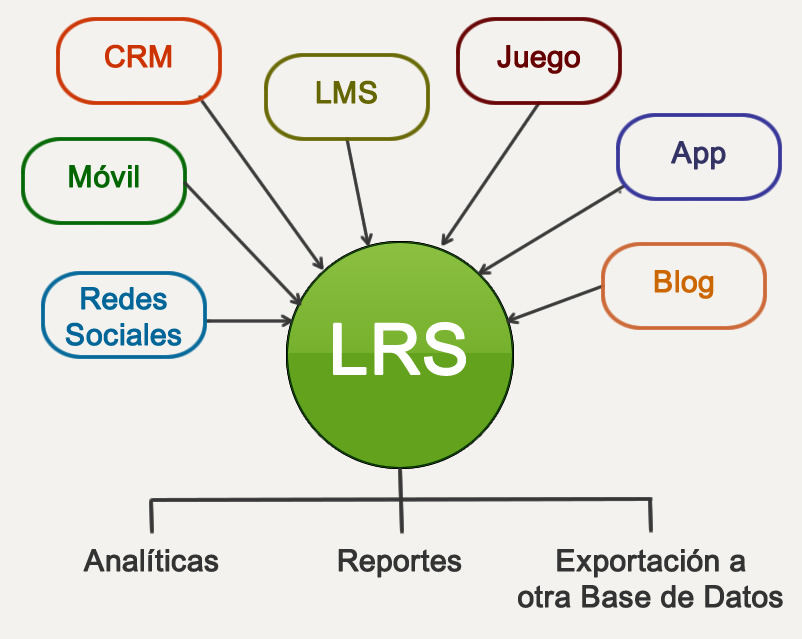 CRM
LMS
Juego
Móvil
App
Redes
Sociales
Blog
LRS
Analíticas
Reportes
Exportación a
otra Base de Datos